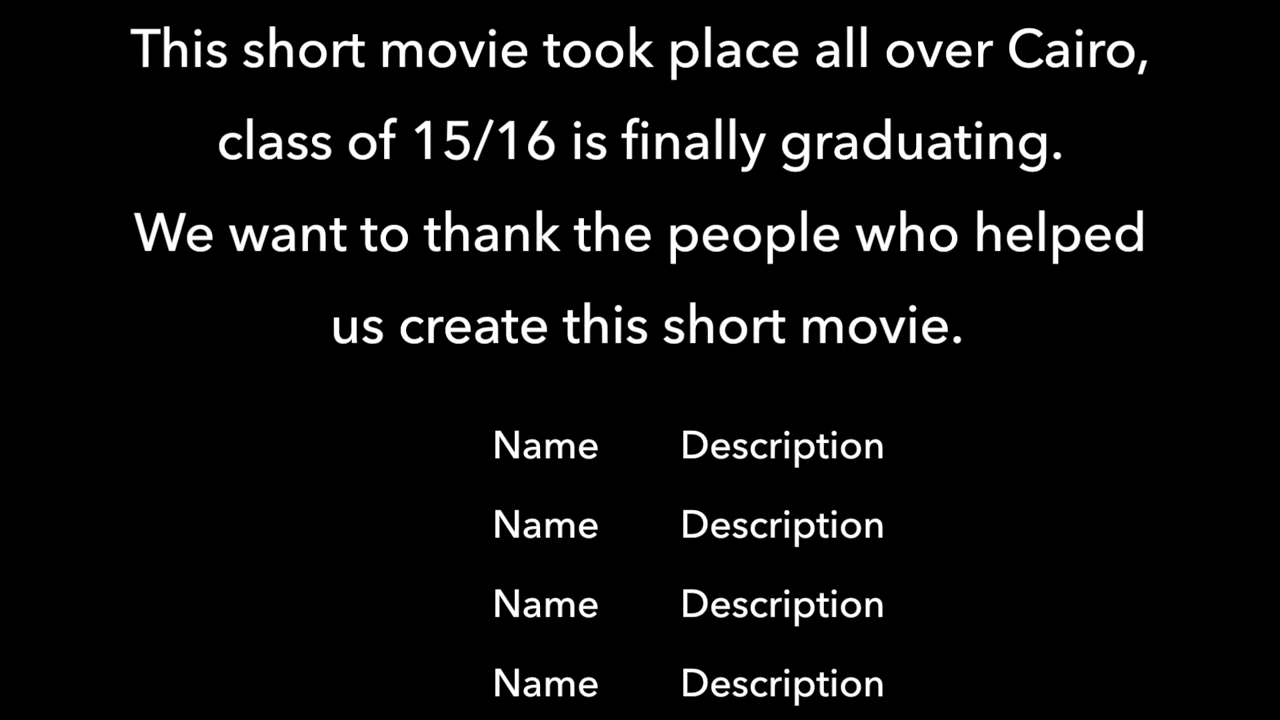 This short movie took place all over Cairo,
class of 15/16 is finally graduating.
We want to thank the people who helped
us create this short movie.
Name Description
Name Description
Name Description
Name Description